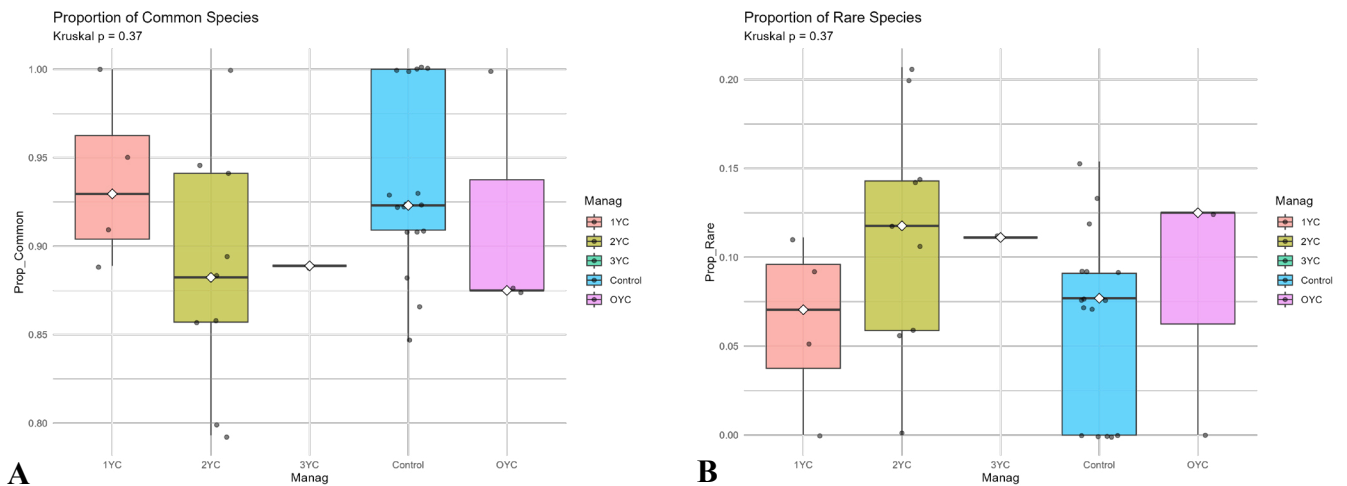 Proportion of Common Species
Kruskal p = 0.37
1.00
0.95
0.90
0.85
0.80
Prop_Common
1YC
2YC
3YC
Control
OYC
Manag
Manag
1YC
2YC
3YC
Control
OYC
A
Proportion of Rare Species
Kruskal p = 0.37
0.20
0.15
0.10
0.05
0.00
Prop_Rare
1YC
2YC
3YC
Control
OYC
Manag
Manag
1YC
2YC
3YC
Control
OYC
B